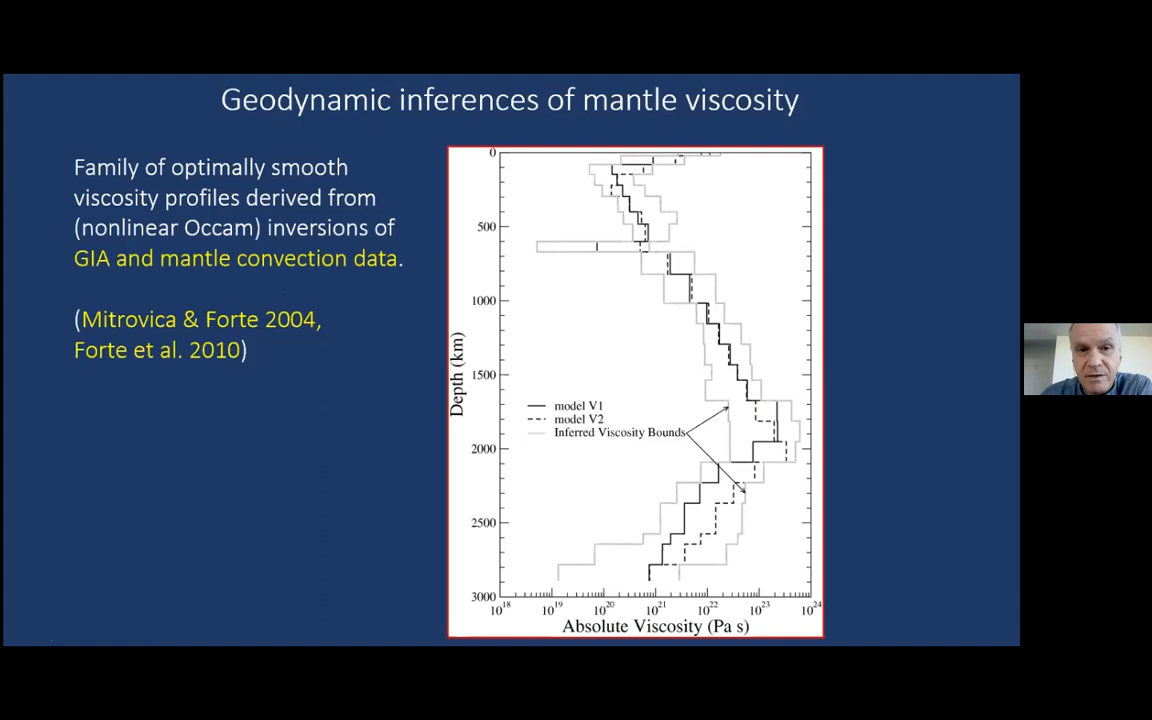 Geodynamic inferences of mantle viscosity
Family of optimally smooth
viscosity profiles derived from
(nonlinear Occam) inversions of
GIA and mantle convection data.
(Mitrovica & Forte 2004,
Forte et al. 2010)
0
500
1000
1500
2000
2500
3000
Depth (km)
model V1
model V2
Inferred Viscosity Bounds
10^18 10^19 10^20 10^21 10^22 10^23 10^24
Absolute Viscosity (Pa s)